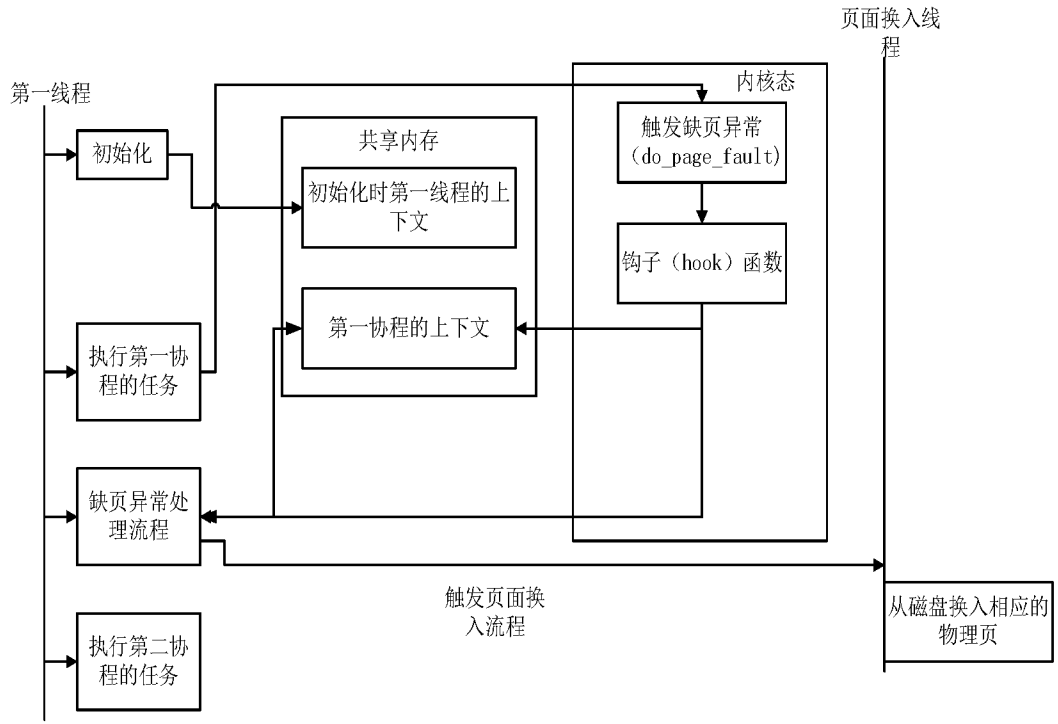 页面换入线
程
第一线程
内核态
初始化
共享内存
触发缺页异常
(do_page_fault)
初始化时第一线程的上
下文
钩子（hook）函数
第一协程的上下文
执行第一协
程的任务
缺页异常处
理流程
触发页面换
入流程
从磁盘换入相应的
物理页
执行第二协
程的任务